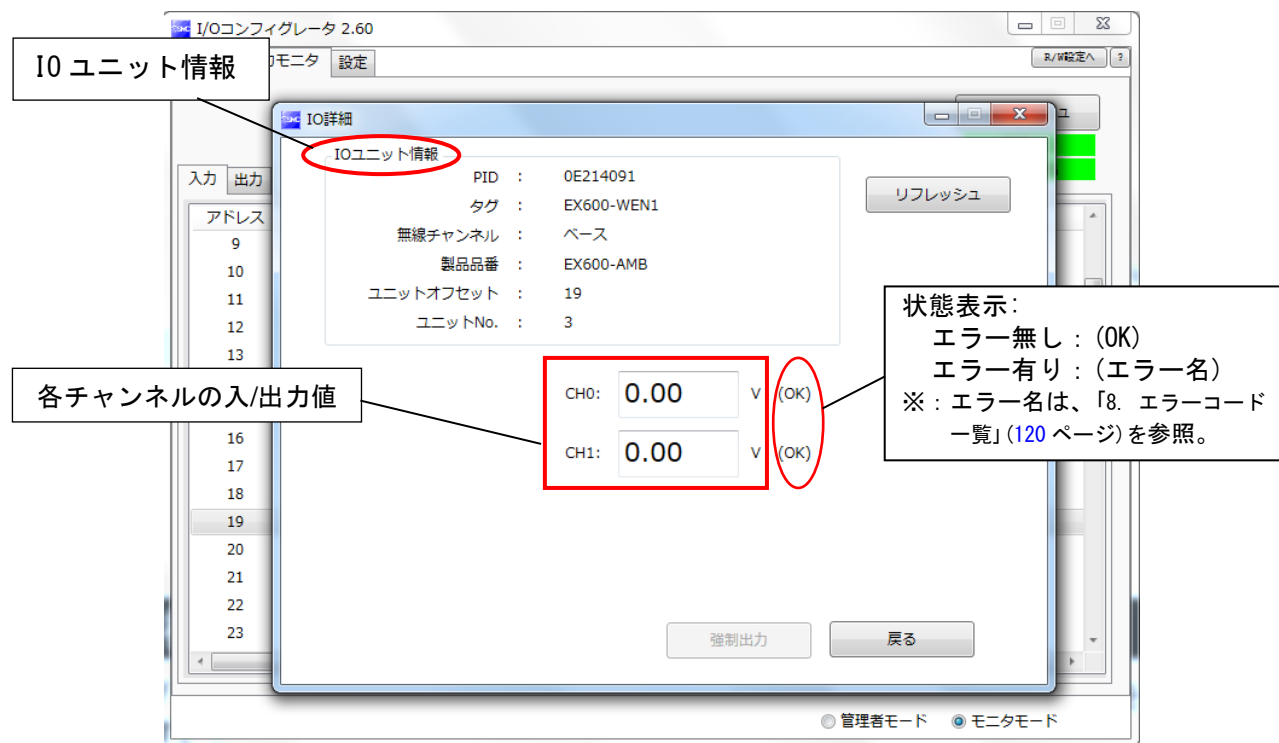 I/Oコンフィグレータ 2.60
IOユニット情報
モニタ 設定
R/W設定へ ?
IO詳細
IOユニット情報
PID : 0E214091
タグ : EX600-WEN1
無線チャンネル : ベース
製品品番 : EX600-AMB
ユニットオフセット : 19
ユニットNo. : 3
リフレッシュ
入力 出力
アドレス
9
10
11
12
13
16
17
18
19
20
21
22
23
状態表示:
エラー無し:(OK)
エラー有り:(エラー名)
※:エラー名は、「8. エラーコード
一覧」(120 ページ)を参照。
各チャンネルの入/出力値
CH0: 0.00 V (OK)
CH1: 0.00 V (OK)
強制出力 戻る
管理者モード モニタモード